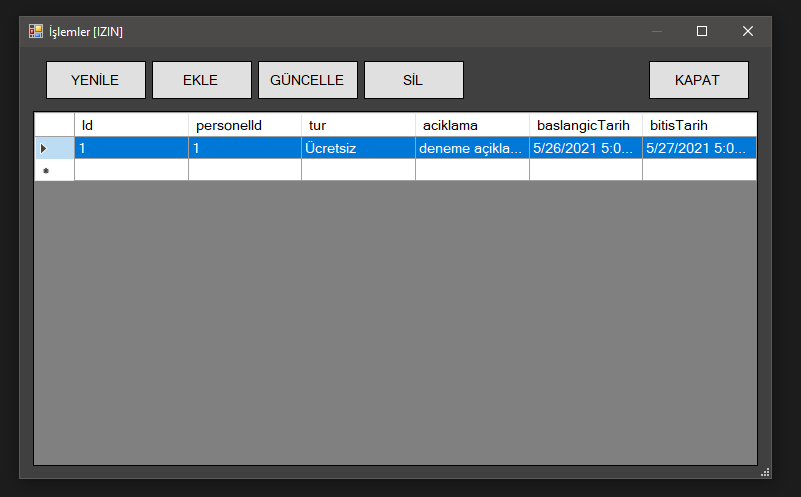 İşlemler [IZIN]
YENİLE EKLE GÜNCELLE SİL KAPAT
Id personelId tur aciklama baslangicTarih bitisTarih
1 1 Ücretsiz deneme açıkla... 5/26/2021 5:0... 5/27/2021 5:0...